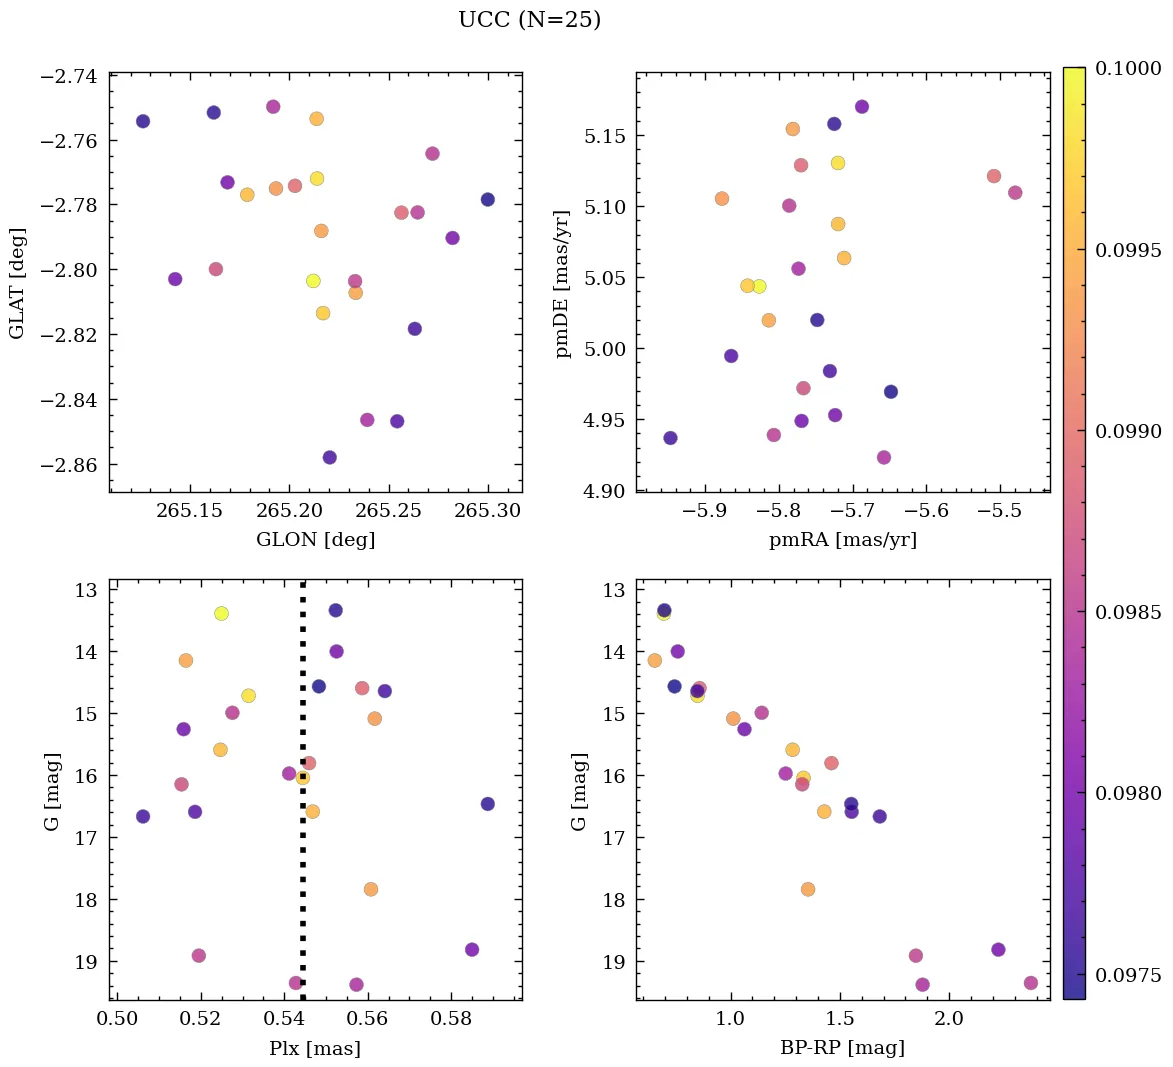 UCC (N=25)
−2.74
−2.76
−2.78
−2.80
−2.82
−2.84
−2.86
GLAT [deg]
265.15 265.20 265.25 265.30
GLON [deg]
5.15
5.10
5.05
5.00
4.95
4.90
pmDE [mas/yr]
−5.9 −5.8 −5.7 −5.6 −5.5
pmRA [mas/yr]
13
14
15
16
17
18
19
G [mag]
0.50 0.52 0.54 0.56 0.58
Plx [mas]
13
14
15
16
17
18
19
G [mag]
1.0 1.5 2.0
BP-RP [mag]
0.1000
0.0995
0.0990
0.0985
0.0980
0.0975